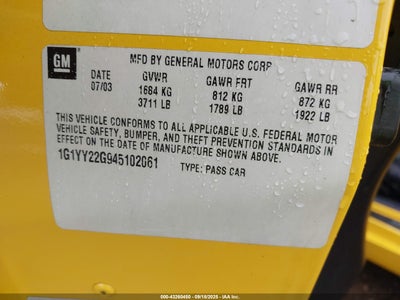 GM
MFD BY GENERAL MOTORS CORP
DATE GVWR GAWR FRT GAWR RR
07/03 1684 KG 812 KG 872 KG
3711 LB 1789 LB 1922 LB
THIS VEHICLE CONFORMS TO ALL APPLICABLE U.S. FEDERAL MOTOR
VEHICLE SAFETY, BUMPER, AND THEFT PREVENTION STANDARDS IN
EFFECT ON THE DATE OF MANUFACTURE SHOWN ABOVE.
1G1YY22G945102061
TYPE: PASS CAR
000-43260450 - 09/18/2025 - IAA, Inc.